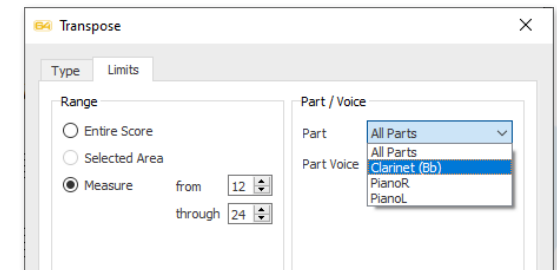 64 Transpose
Type Limits
Range
Entire Score
Selected Area
Measure from 12
through 24
Part / Voice
Part All Parts
Part Voice
All Parts
Clarinet (Bb)
PianoR
PianoL